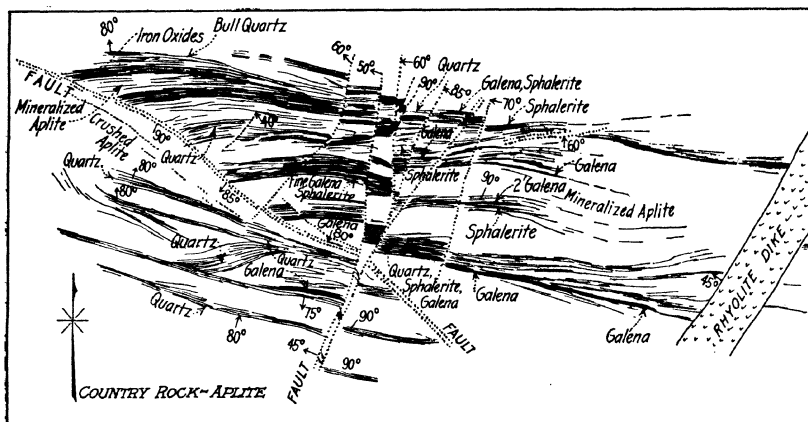 80°
Iron Oxides
Bull Quartz
60°
50°
60°
Quartz
90°
85°
Galena, Sphalerite
70°
Sphalerite
FAULT
Mineralized
Aplite
Crushed
Aplite
90°
40°
Galena
60°
Quartz
80°
Quartz
Sphalerite
Galena
80°
85°
Fine Galena
Sphalerite
90°
2" Galena
Mineralized Aplite
Galena
80°
Sphalerite
Quartz
Quartz
Galena
Quartz,
Sphalerite,
Galena
Galena
45°
RHYOLITE DIKE
Quartz
75°
80°
90°
FAULT
Galena
45°
90°
FAULT
COUNTRY ROCK-APLITE